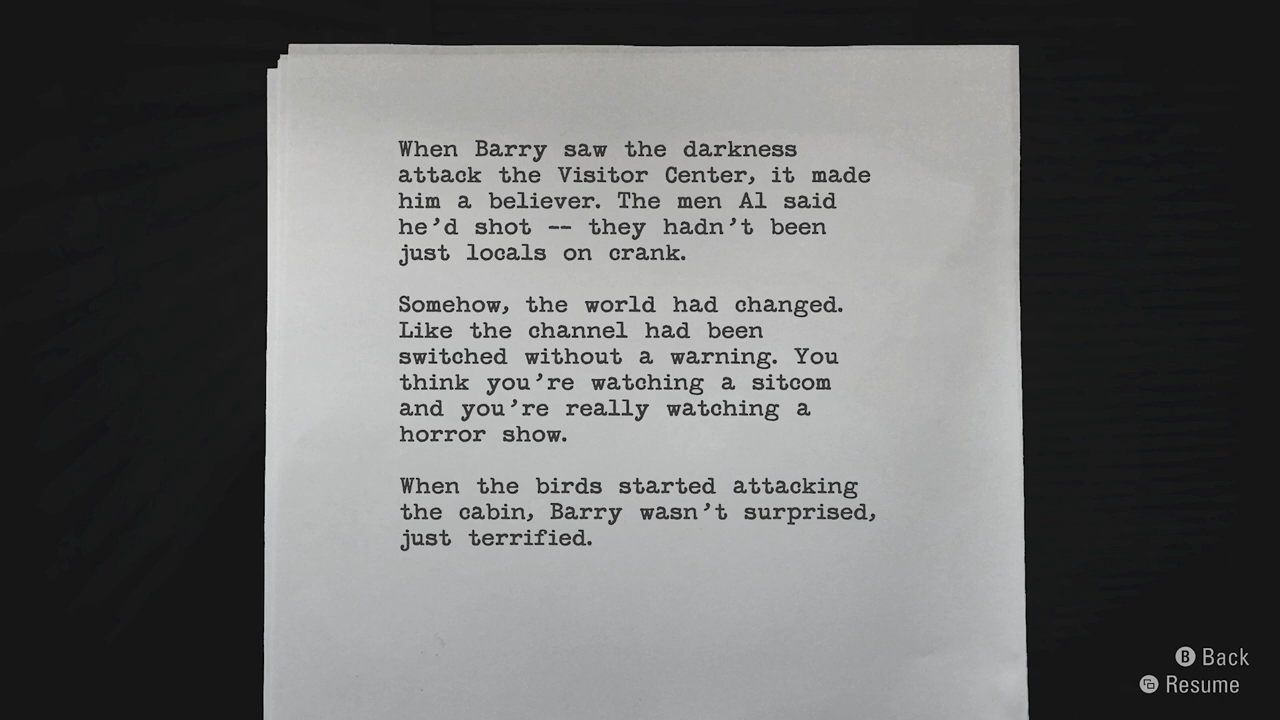 When Barry saw the darkness
attack the Visitor Center, it made
him a believer. The men Al said
he’d shot -- they hadn’t been
just locals on crank.
Somehow, the world had changed.
Like the channel had been
switched without a warning. You
think you’re watching a sitcom
and you’re really watching a
horror show.
When the birds started attacking
the cabin, Barry wasn’t surprised,
just terrified.
B Back
Resume